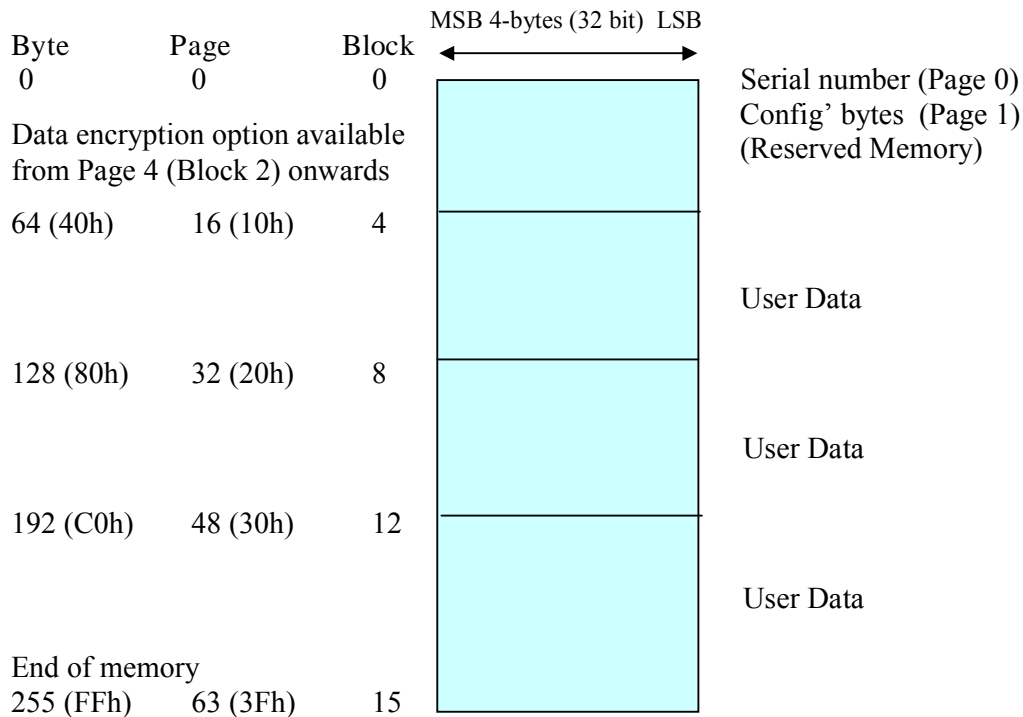 MSB 4-bytes (32 bit) LSB
Byte Page Block
0 0 0
Serial number (Page 0)
Config’ bytes (Page 1)
(Reserved Memory)
Data encryption option available
from Page 4 (Block 2) onwards
64 (40h) 16 (10h) 4
User Data
128 (80h) 32 (20h) 8
User Data
192 (C0h) 48 (30h) 12
User Data
End of memory
255 (FFh) 63 (3Fh) 15